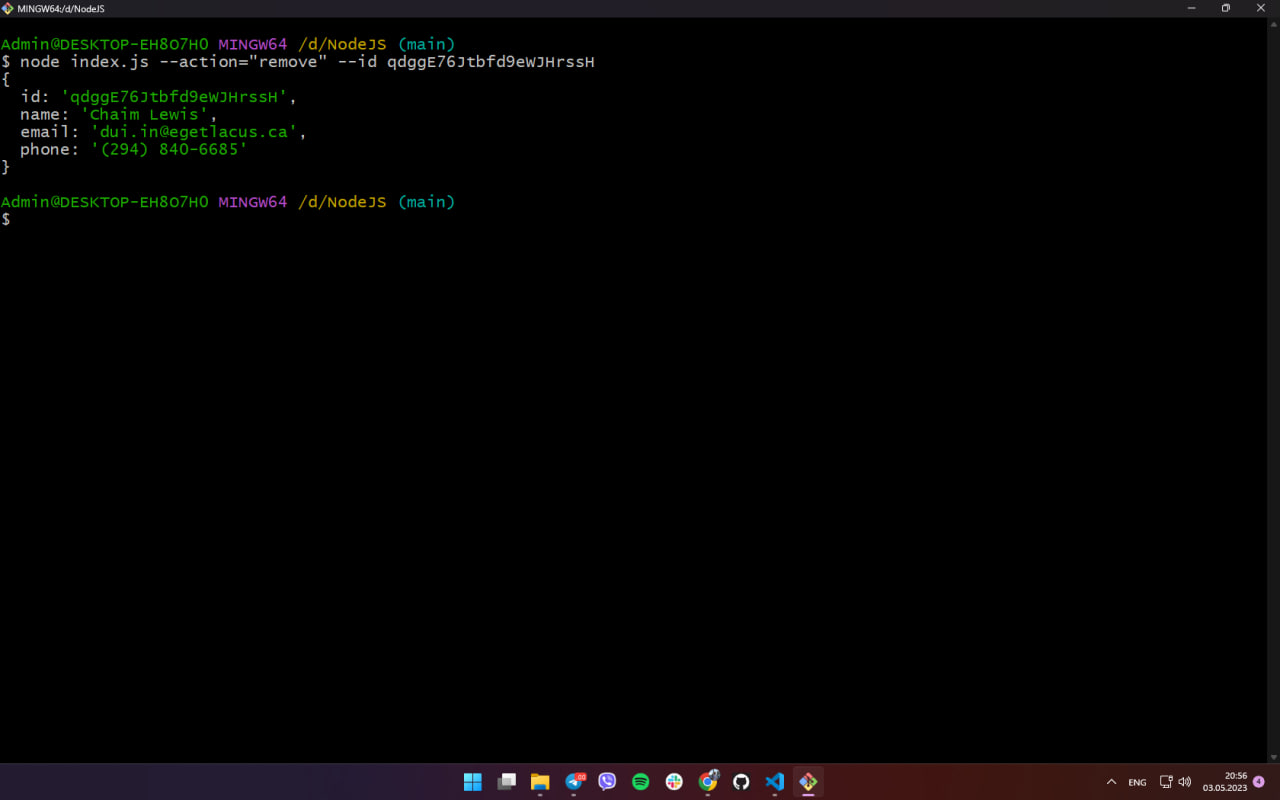 MINGW64:/d/NodeJS
Admin@DESKTOP-EH8O7H0 MINGW64 /d/NodeJS (main)
$ node index.js --action="remove" --id qdggE76Jtbfd9eWJHrssH
{
  id: 'qdggE76Jtbfd9eWJHrssH',
  name: 'Chaim Lewis',
  email: 'dui.in@egetlacus.ca',
  phone: '(294) 840-6685'
}
Admin@DESKTOP-EH8O7H0 MINGW64 /d/NodeJS (main)
$
ENG
20:56
03.05.2023
4